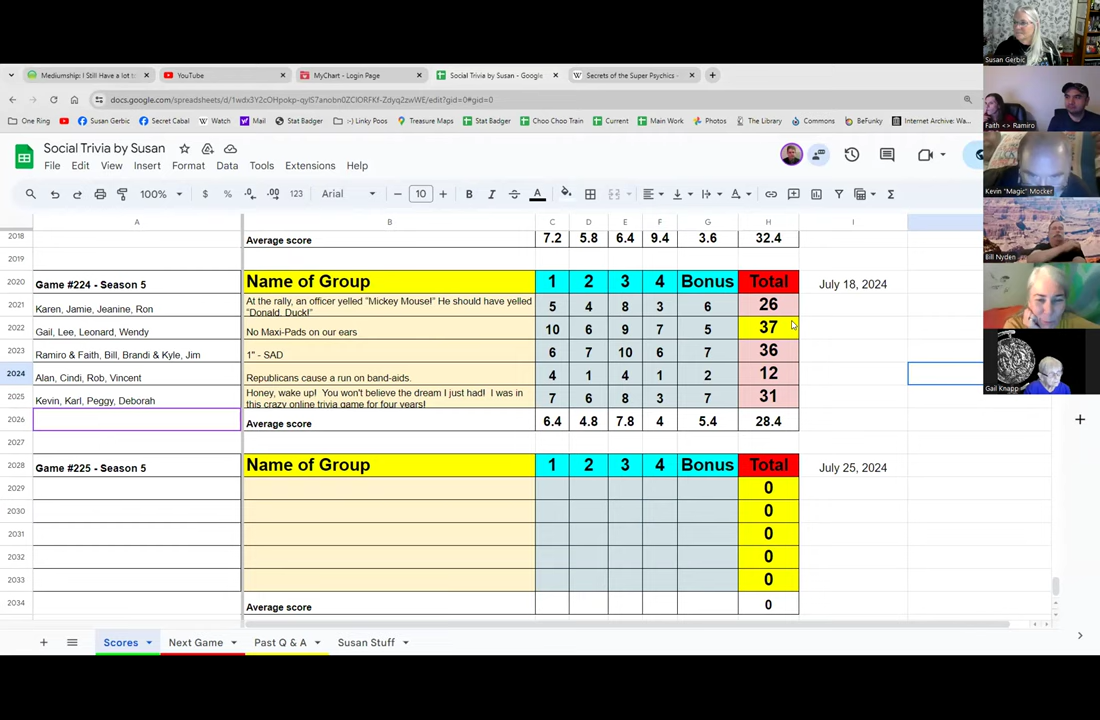 Mediumship: I Still Have a lot t
YouTube
MyChart - Login Page
Social Trivia by Susan - Google
Secrets of the Super Psychics -
One Ring
Susan Gerbic
Secret Cabal
Watch
Mail
Stat Badger
:-) Linky Poos
Treasure Maps
Stat Badger
Choo Choo Train
Current
Main Work
Photos
The Library
Commons
BeFunky
Internet Archive: Wa...
Social Trivia by Susan
File Edit View Insert Format Data Tools Extensions Help
100% $ % .0 .00 123 Arial 10 B I A
A B C D E F G H I
2018 Average score 7.2 5.8 6.4 9.4 3.6 32.4
2019
2020 Game #224 - Season 5 Name of Group 1 2 3 4 Bonus Total July 18, 2024
2021 Karen, Jamie, Jeanine, Ron At the rally, an officer yelled "Mickey Mouse!" He should have yelled "Donald, Duck!" 5 4 8 3 6 26
2022 Gail, Lee, Leonard, Wendy No Maxi-Pads on our ears 10 6 9 7 5 37
2023 Ramiro & Faith, Bill, Brandi & Kyle, Jim 1" - SAD 6 7 10 6 7 36
2024 Alan, Cindi, Rob, Vincent Republicans cause a run on band-aids. 4 1 4 1 2 12
2025 Kevin, Karl, Peggy, Deborah Honey, wake up! You won't believe the dream I just had! I was in this crazy online trivia game for four years! 7 6 8 3 7 31
2026 Average score 6.4 4.8 7.8 4 5.4 28.4
2027
2028 Game #225 - Season 5 Name of Group 1 2 3 4 Bonus Total July 25, 2024
2029 0
2030 0
2031 0
2032 0
2033 0
2034 Average score 0
Scores Next Game Past Q & A Susan Stuff
Susan Gerbic
Faith <> Ramiro
Kevin "Magic" Mocker
Bill Nyden
Gail Knapp